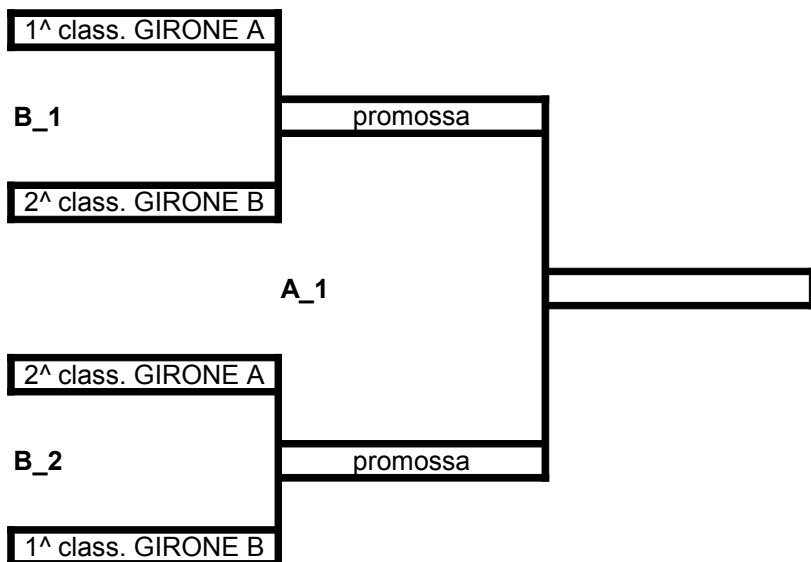 1^ class. GIRONE A
B_1
promossa
2^ class. GIRONE B
A_1
2^ class. GIRONE A
B_2
promossa
1^ class. GIRONE B